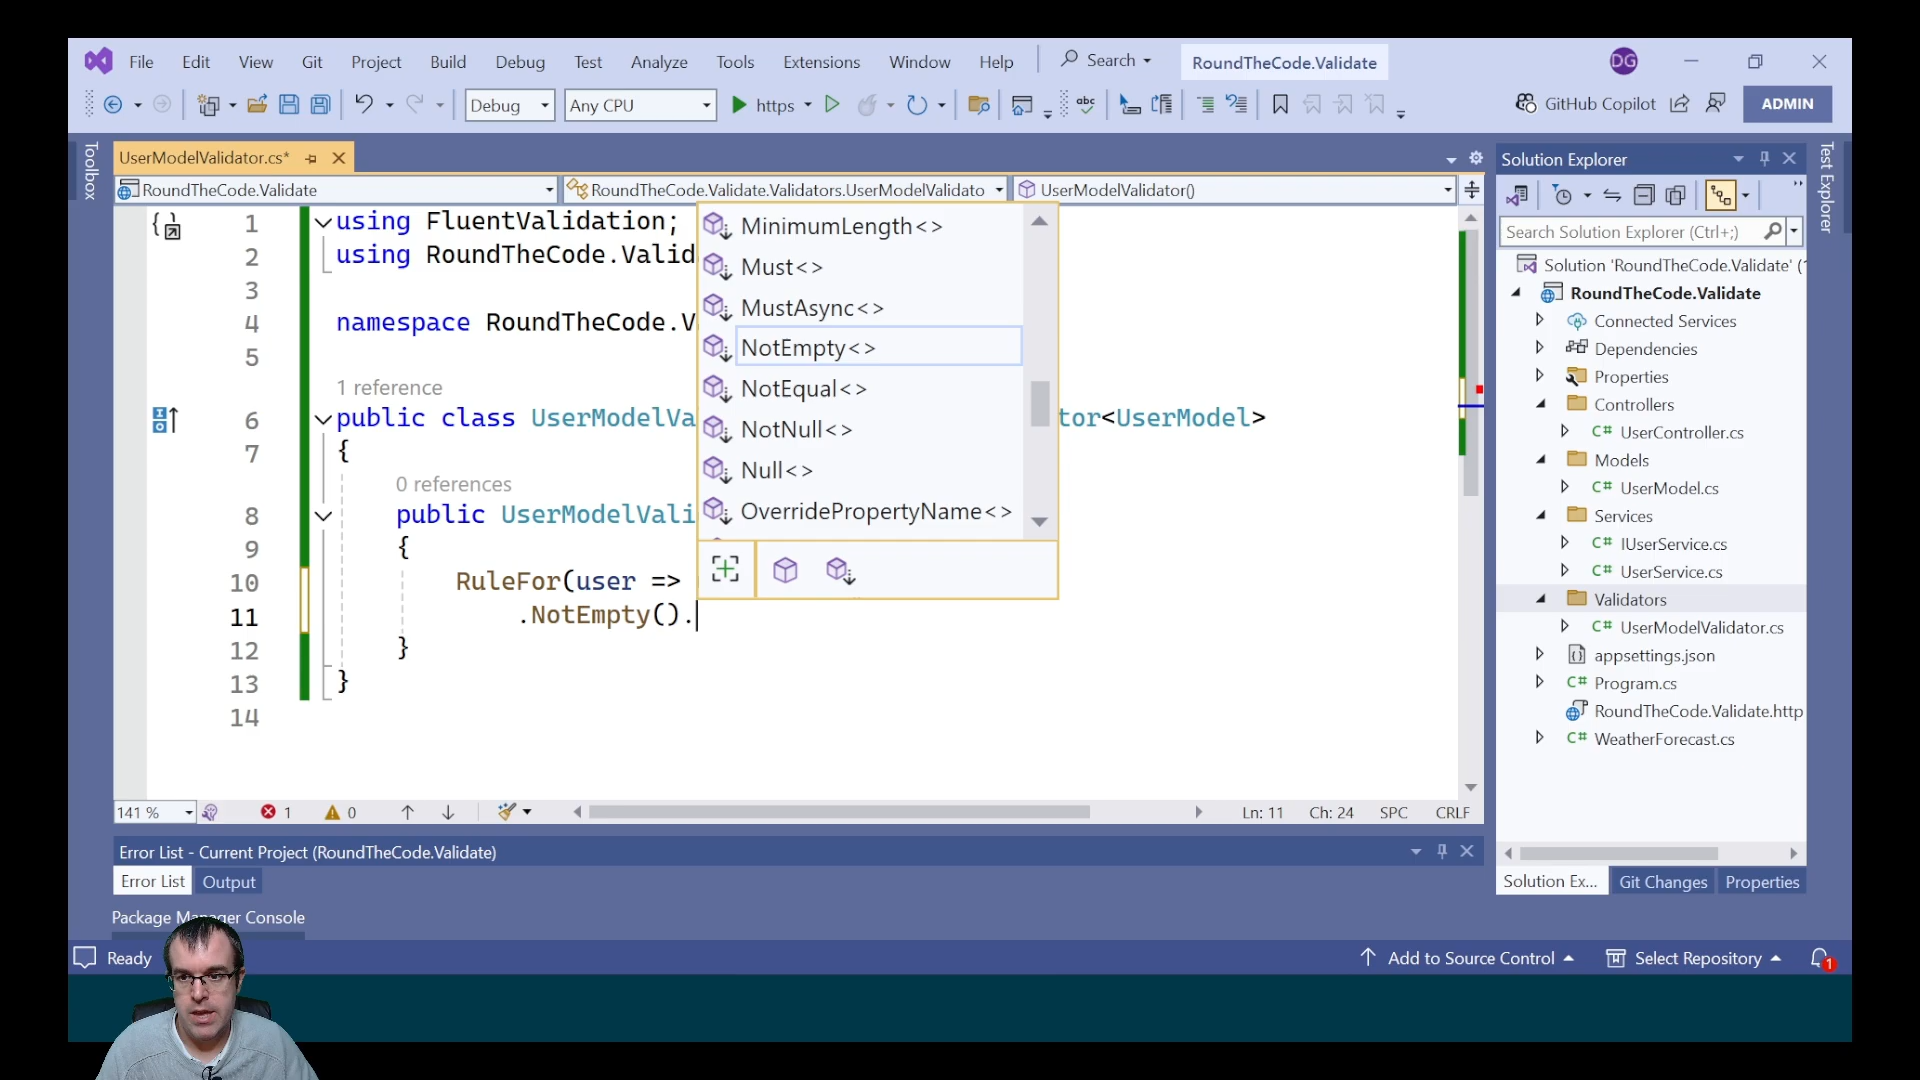 File Edit View Git Project Build Debug Test Analyze Tools Extensions Window Help Search RoundTheCode.Validate DG
Debug Any CPU https abc GitHub Copilot ADMIN
Toolbox
UserModelValidator.cs*
RoundTheCode.Validate RoundTheCode.Validate.Validators.UserModelValidato UserModelValidator()
1 using FluentValidation;
2 using RoundTheCode.Valid
3
4 namespace RoundTheCode.V
5
1 reference
6 public class UserModelVa tor<UserModel>
7 {
0 references
8 public UserModelVali
9 {
10 RuleFor(user =>
11 .NotEmpty().
12 }
13 }
14
MinimumLength<>
Must<>
MustAsync<>
NotEmpty<>
NotEqual<>
NotNull<>
Null<>
OverridePropertyName<>
141 % 1 0 Ln: 11 Ch: 24 SPC CRLF
Solution Explorer
Search Solution Explorer (Ctrl+;)
Solution 'RoundTheCode.Validate' (
RoundTheCode.Validate
Connected Services
Dependencies
Properties
Controllers
C# UserController.cs
Models
C# UserModel.cs
Services
C# IUserService.cs
C# UserService.cs
Validators
C# UserModelValidator.cs
appsettings.json
C# Program.cs
RoundTheCode.Validate.http
C# WeatherForecast.cs
Solution Ex... Git Changes Properties
Test Explorer
Error List - Current Project (RoundTheCode.Validate)
Error List Output
Package Manager Console
Ready Add to Source Control Select Repository 1